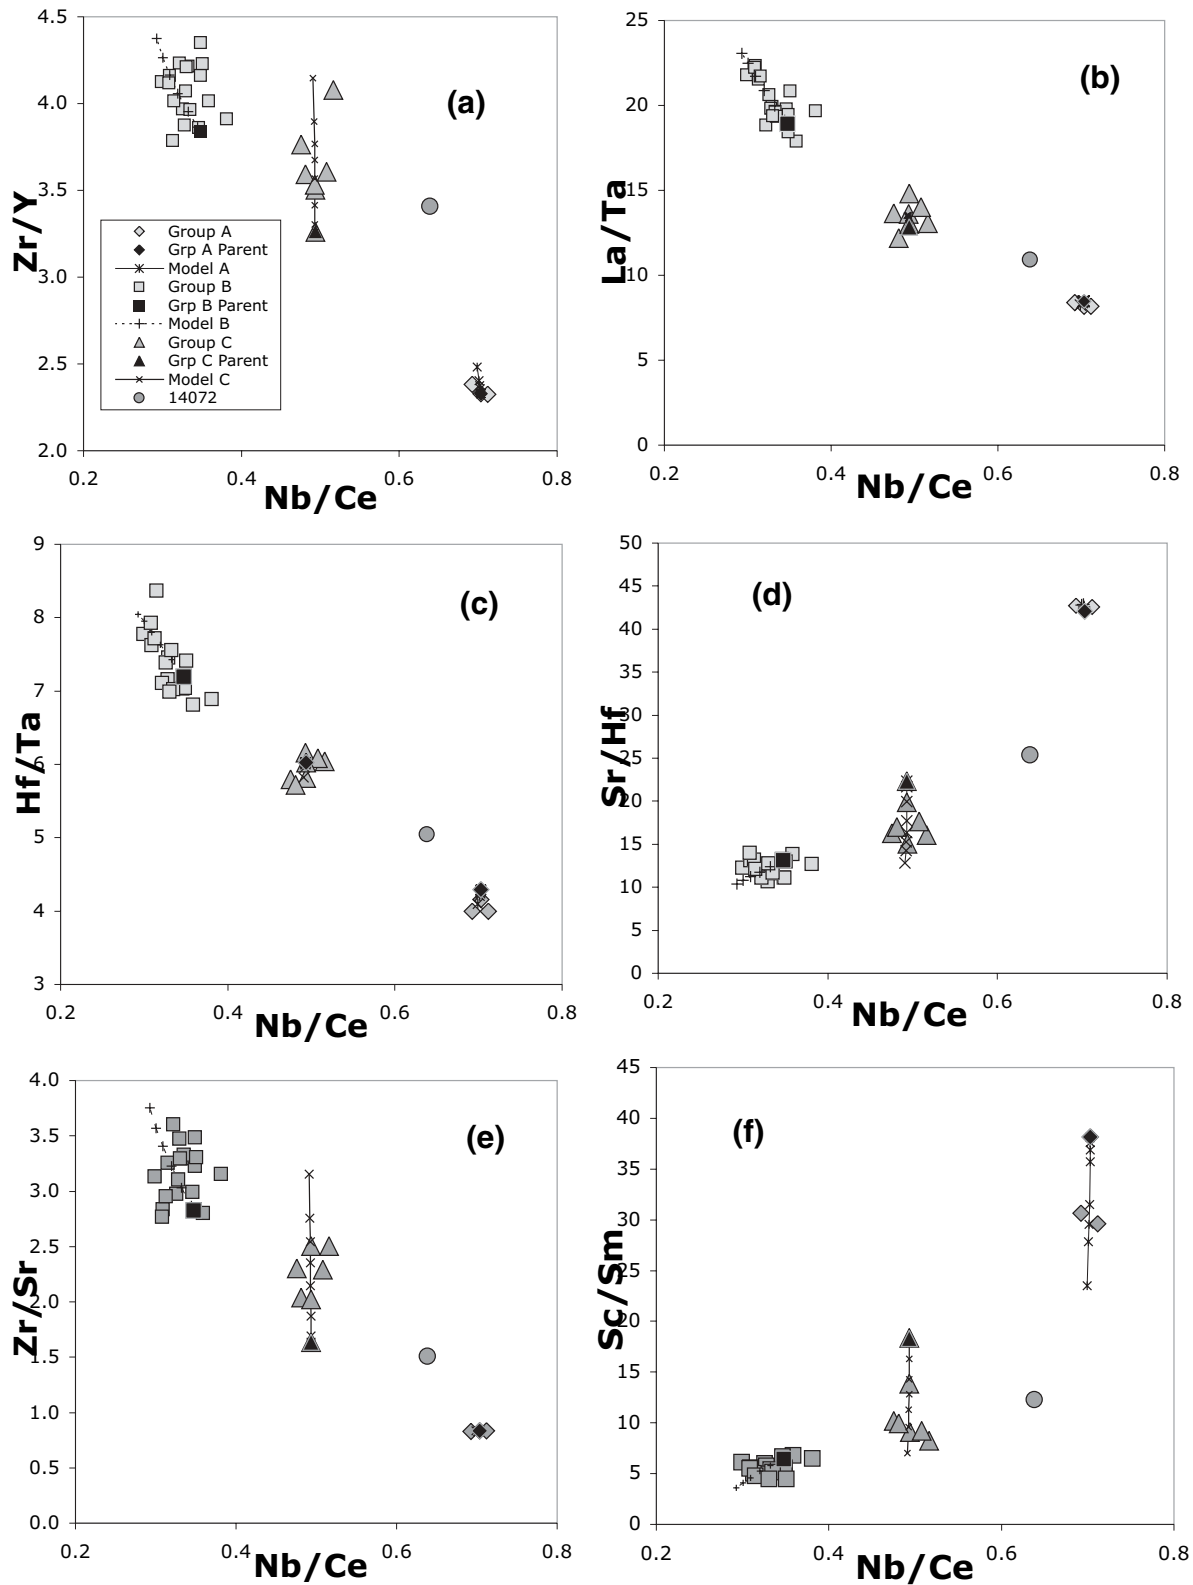 4.5
4.0
3.5
3.0
2.5
2.0
0.2
0.4
0.6
0.8
Zr/Y
Nb/Ce
(a)
Group A
Grp A Parent
Model A
Group B
Grp B Parent
Model B
Group C
Grp C Parent
Model C
14072
25
20
15
10
5
0
0.2
0.4
0.6
0.8
La/Ta
Nb/Ce
(b)
9
8
7
6
5
4
3
0.2
0.4
0.6
0.8
Hf/Ta
Nb/Ce
(c)
50
45
40
35
30
25
20
15
10
5
0
0.2
0.4
0.6
0.8
Sr/Hf
Nb/Ce
(d)
4.0
3.5
3.0
2.5
2.0
1.5
1.0
0.5
0.0
0.2
0.4
0.6
0.8
Zr/Sr
Nb/Ce
(e)
45
40
35
30
25
20
15
10
5
0
0.2
0.4
0.6
0.8
Sc/Sm
Nb/Ce
(f)